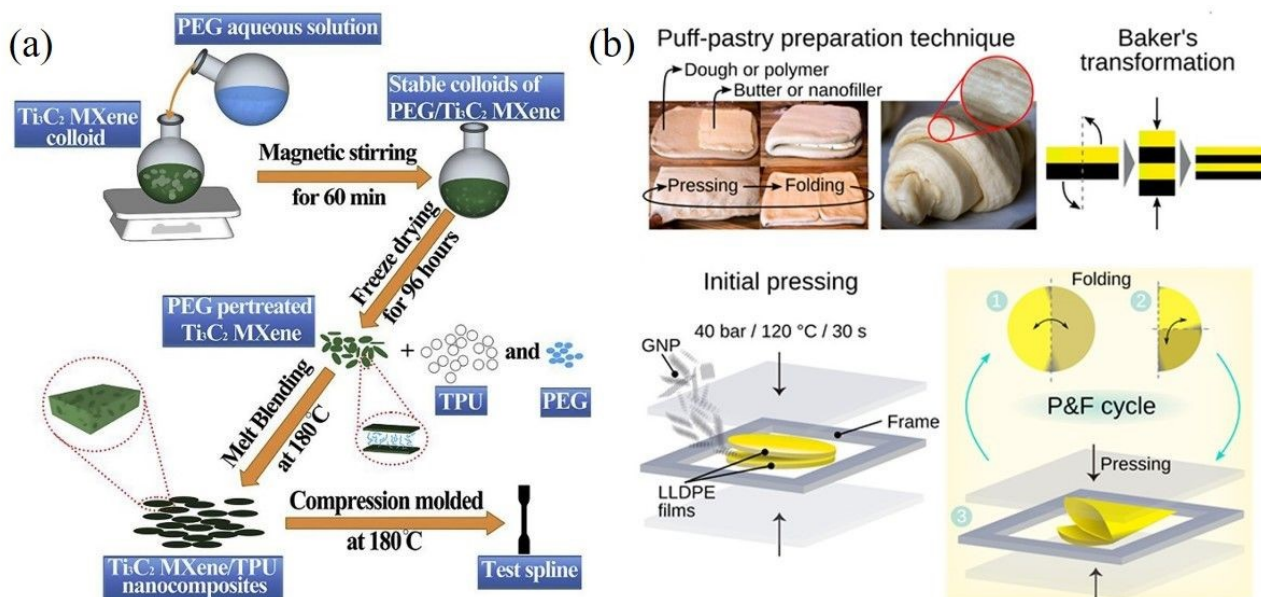 (a)
PEG aqueous solution
Ti₃C₂ MXene
colloid
Stable colloids of
PEG/Ti₃C₂ MXene
Magnetic stirring
for 60 min
Freeze drying
for 96 hours
PEG pertreated
Ti₃C₂ MXene
+
and
TPU
PEG
Melt Blending
at 180°C
Compression molded
at 180°C
Ti₃C₂ MXene/TPU
nanocomposites
Test spline
(b)
Puff-pastry preparation technique
Dough or polymer
Butter or nanofiller
Pressing
Folding
Baker's
transformation
Initial pressing
40 bar / 120 °C / 30 s
GNP
Frame
LLDPE
films
1
Folding
2
P&F cycle
Pressing
3